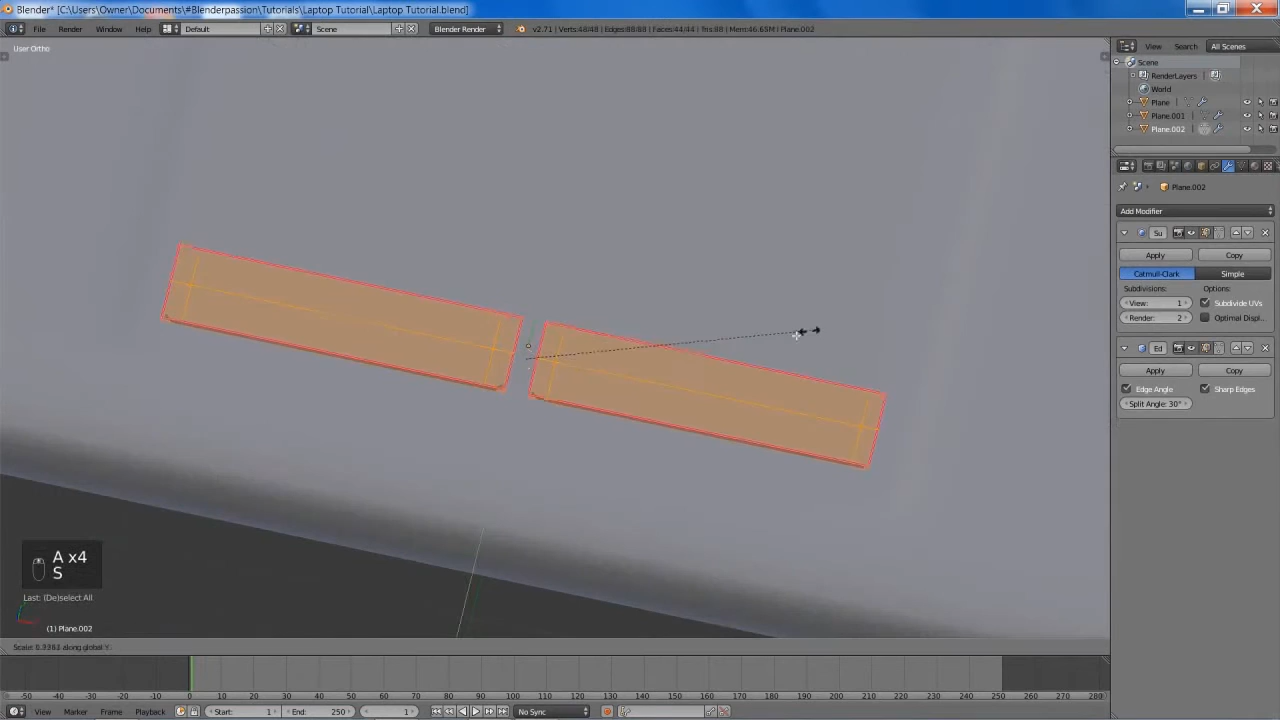 Blender* [C:\Users\Owner\Documents\#Blenderpassion\Tutorials\Laptop Tutorial\Laptop Tutorial.blend]
File Render Window Help Default Scene Blender Render v2.71 | Verts:48/48 | Edges:88/88 | Faces:44/44 | Tris:88 | Mem:46.65M | Plane.002
User Ortho
View Search All Scenes
Scene
RenderLayers
World
Plane
Plane.001
Plane.002
Plane.002
Add Modifier
Su
Apply Copy
Catmull-Clark Simple
Subdivisions: Options:
View: 1 Subdivide UVs
Render: 2 Optimal Displ...
Ed
Apply Copy
Edge Angle Sharp Edges
Split Angle: 30°
A x4
S
Last: (De)select All
(1) Plane.002
along global Y
-50 -40 -30 -20 -10 0 10 20 30 40 50 60 70 80 90 100 110 120 130 140 150 160 170 180 190 200 210 220 230 240 250 260 270 280
View Marker Frame Playback Start: 1 End: 250 1 No Sync